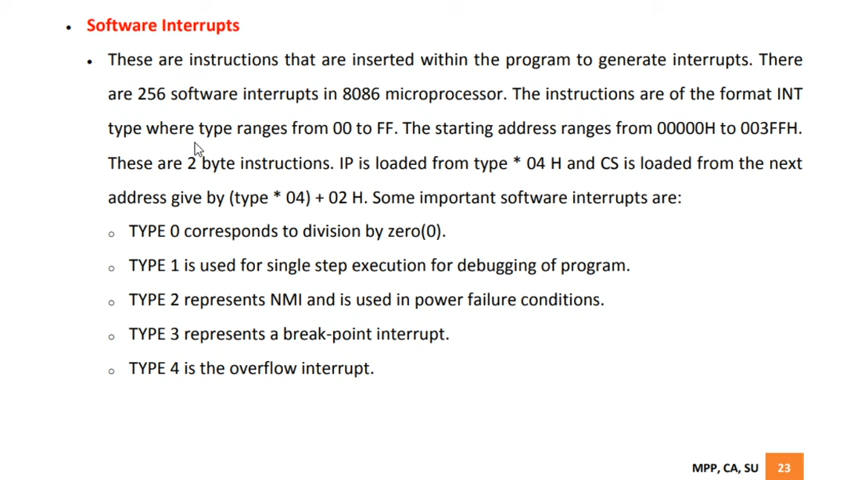 • Software Interrupts
• These are instructions that are inserted within the program to generate interrupts. There
are 256 software interrupts in 8086 microprocessor. The instructions are of the format INT
type where type ranges from 00 to FF. The starting address ranges from 00000H to 003FFH.
These are 2 byte instructions. IP is loaded from type * 04 H and CS is loaded from the next
address give by (type * 04) + 02 H. Some important software interrupts are:
o TYPE 0 corresponds to division by zero(0).
o TYPE 1 is used for single step execution for debugging of program.
o TYPE 2 represents NMI and is used in power failure conditions.
o TYPE 3 represents a break-point interrupt.
o TYPE 4 is the overflow interrupt.
MPP, CA, SU 23